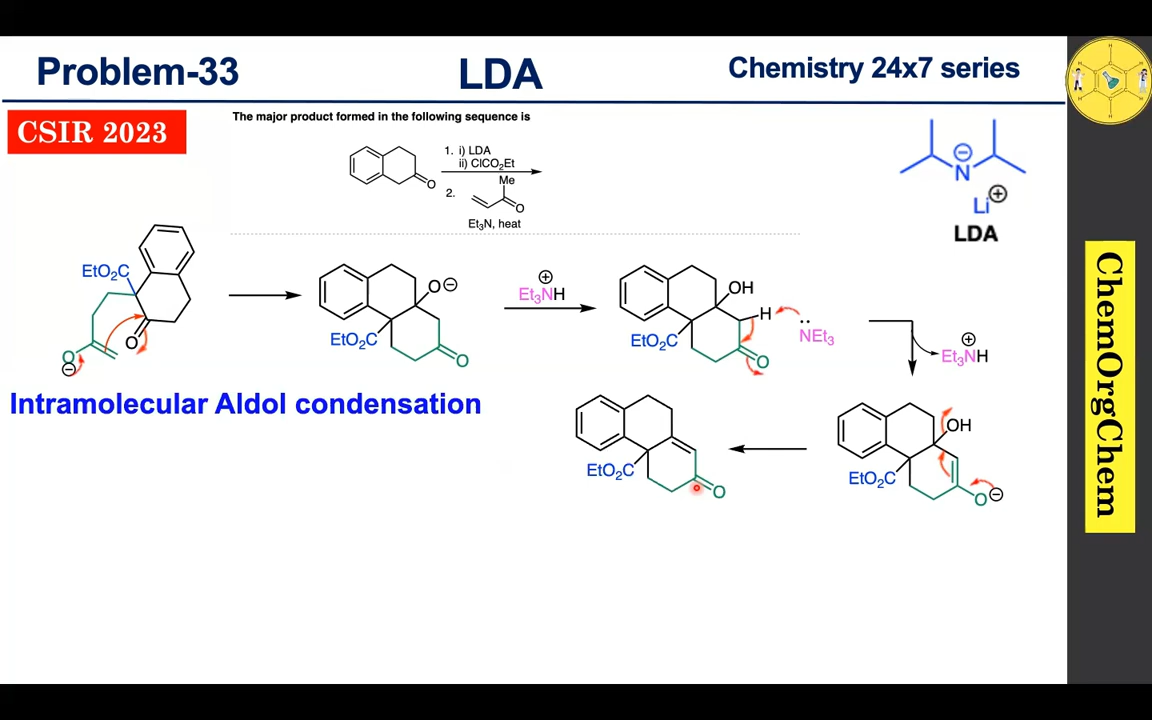 Problem-33
LDA
Chemistry 24x7 series
CSIR 2023
The major product formed in the following sequence is
1. i) LDA
ii) ClCO₂Et
2.
Me
O
O
Et₃N, heat
N
⊖
Li⊕
LDA
EtO₂C
O
O
⊖
O⊖
EtO₂C
O
⊕
Et₃NH
OH
H
EtO₂C
O
NEt₃
⊕
Et₃NH
Intramolecular Aldol condensation
EtO₂C
O
OH
EtO₂C
O⊖
ChemOrgChem